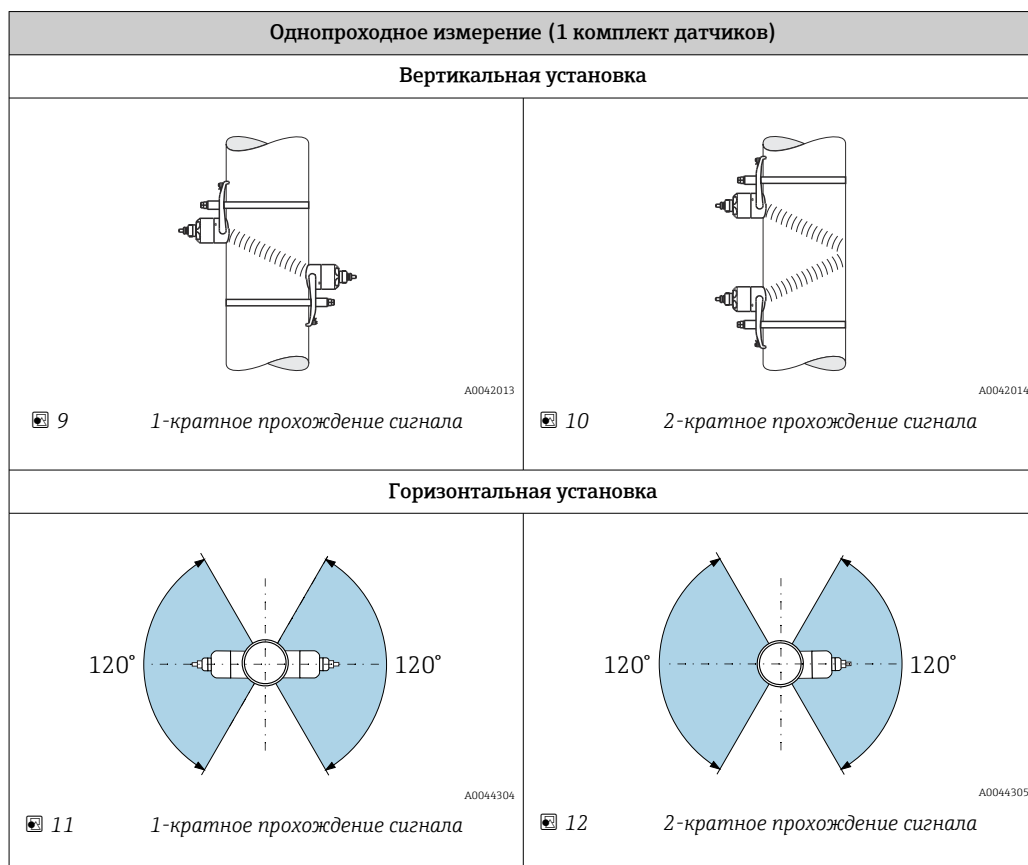 Однопроходное измерение (1 комплект датчиков)
Вертикальная установка
A0042013
9 1-кратное прохождение сигнала
A0042014
10 2-кратное прохождение сигнала
Горизонтальная установка
120° 120°
A0044304
11 1-кратное прохождение сигнала
120° 120°
A0044305
12 2-кратное прохождение сигнала